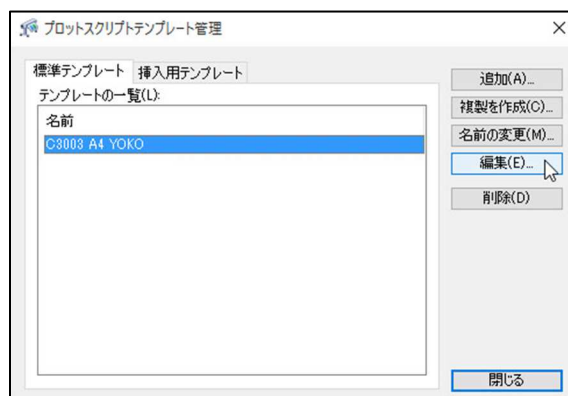 プロットスクリプトテンプレート管理
標準テンプレート 挿入用テンプレート
テンプレートの一覧(L):
名前
C3003 A4 YOKO
追加(A)...
複製を作成(C)...
名前の変更(M)...
編集(E)...
削除(D)
閉じる